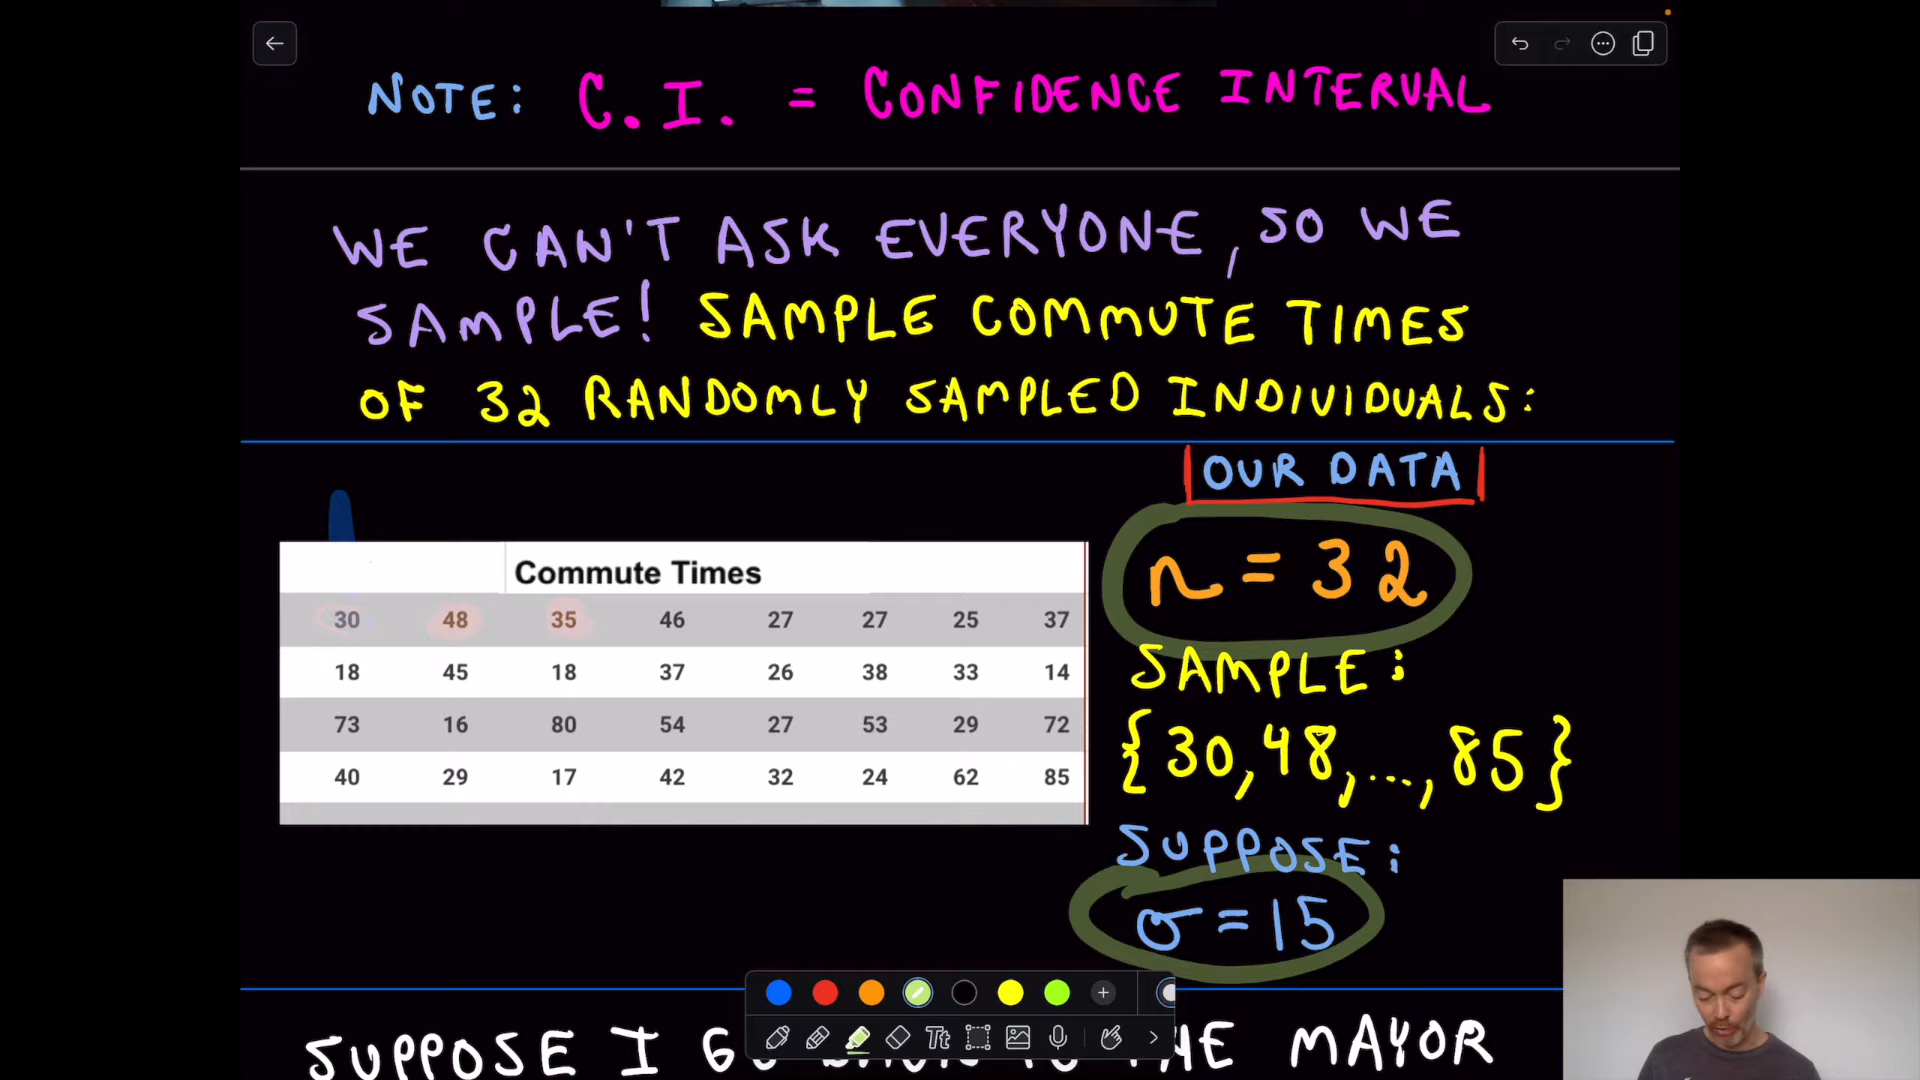 NOTE: C.I. = CONFIDENCE INTERVAL
WE CAN'T ASK EVERYONE, SO WE
SAMPLE! SAMPLE COMMUTE TIMES
OF 32 RANDOMLY SAMPLED INDIVIDUALS:
OUR DATA
Commute Times
30 48 35 46 27 27 25 37
18 45 18 37 26 38 33 14
73 16 80 54 27 53 29 72
40 29 17 42 32 24 62 85
n = 32
SAMPLE:
{30,48,...,85}
SUPPOSE:
σ = 15
Tt
SUPPOSE I THE MAYOR